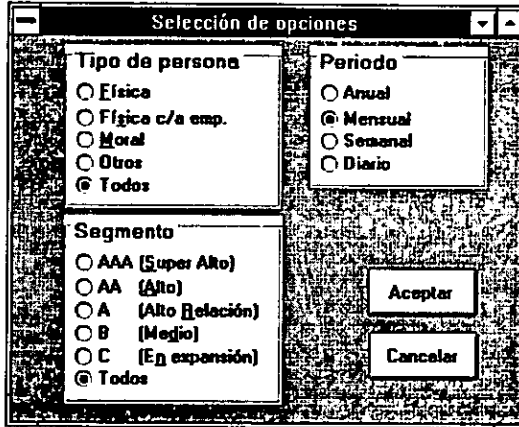 Selección de opciones
Tipo de persona
Física
Física c/a emp.
Moral
Otros
Todos
Periodo
Anual
Mensual
Semanal
Diario
Segmento
AAA (Super Alto)
AA (Alto)
A (Alto Relación)
B (Medio)
C (En expansión)
Todos
Aceptar
Cancelar